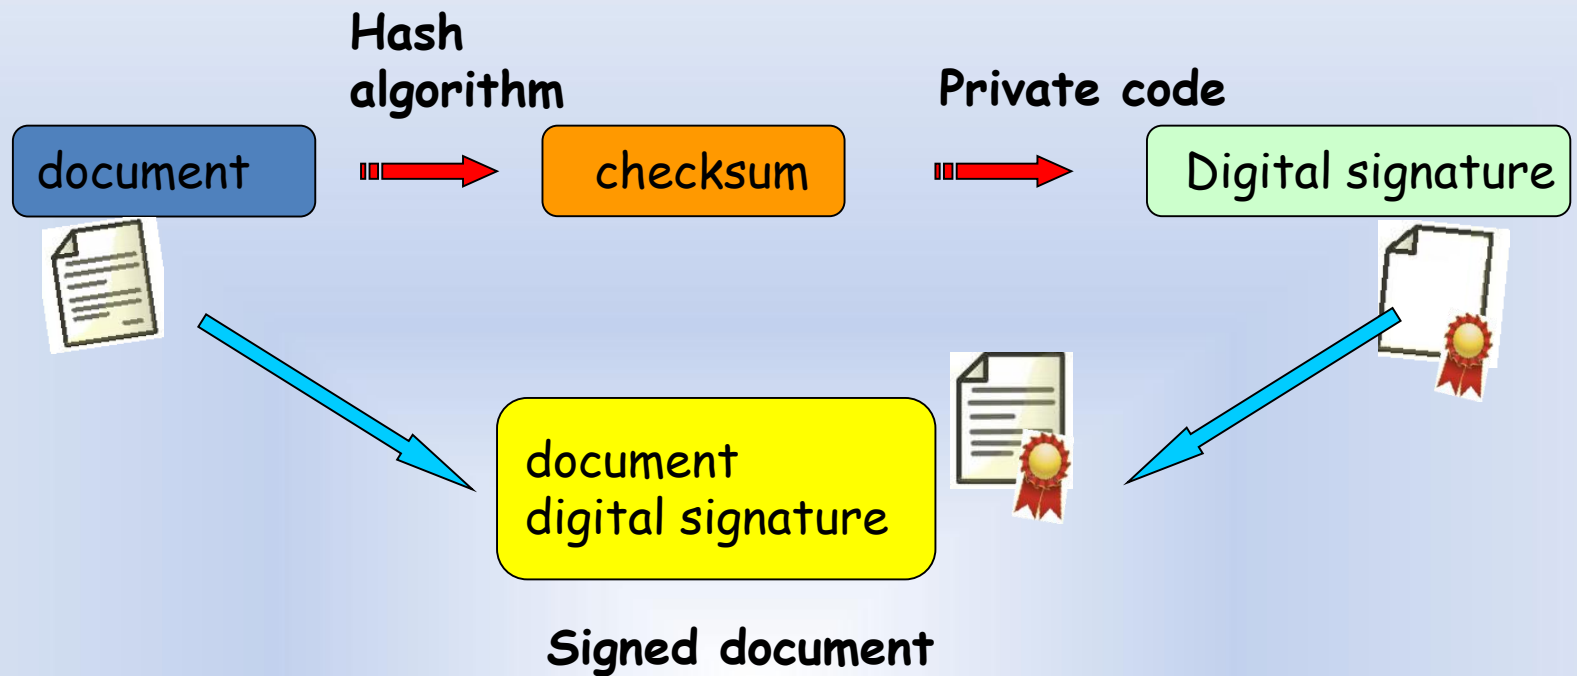 Hash
algorithm
Private code
document
checksum
Digital signature
document
digital signature
Signed document